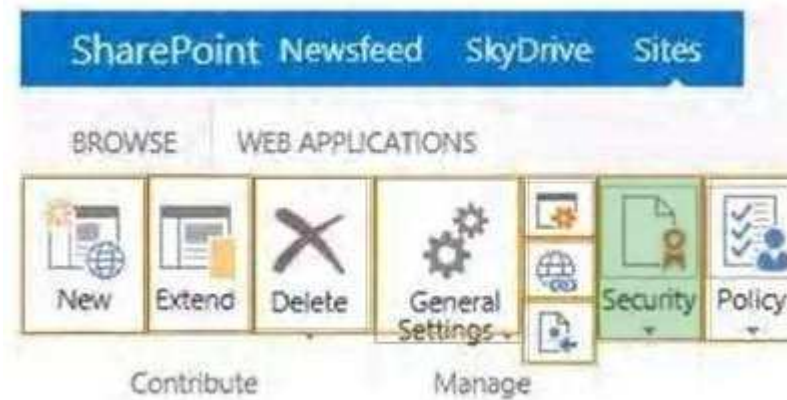 SharePoint Newsfeed SkyDrive Sites
BROWSE WEB APPLICATIONS
New Extend Delete General Settings Security Policy
Contribute Manage